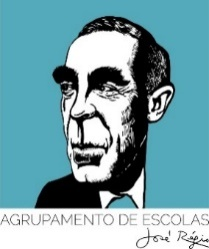 AGRUPAMENTO DE ESCOLAS
José Régio